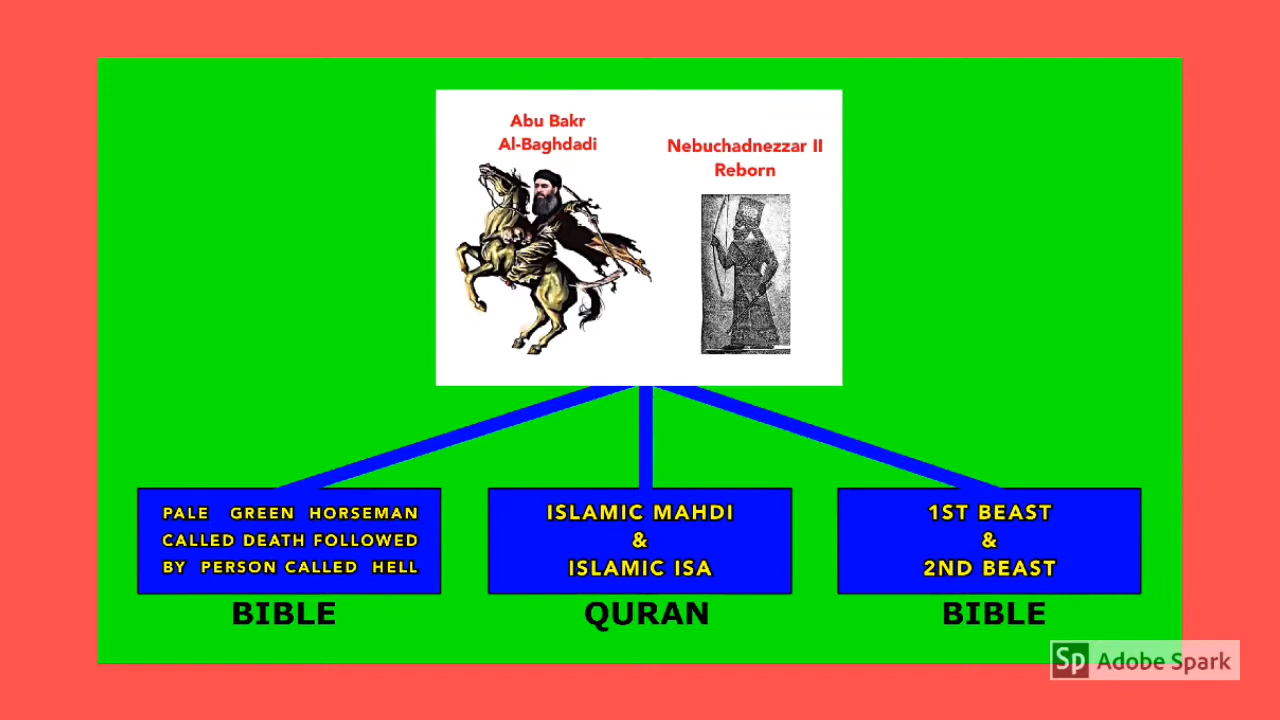 Abu Bakr
Al-Baghdadi
Nebuchadnezzar II
Reborn
PALE GREEN HORSEMAN
CALLED DEATH FOLLOWED
BY PERSON CALLED HELL
BIBLE
ISLAMIC MAHDI
&
ISLAMIC ISA
QURAN
1ST BEAST
&
2ND BEAST
BIBLE
Sp Adobe Spark